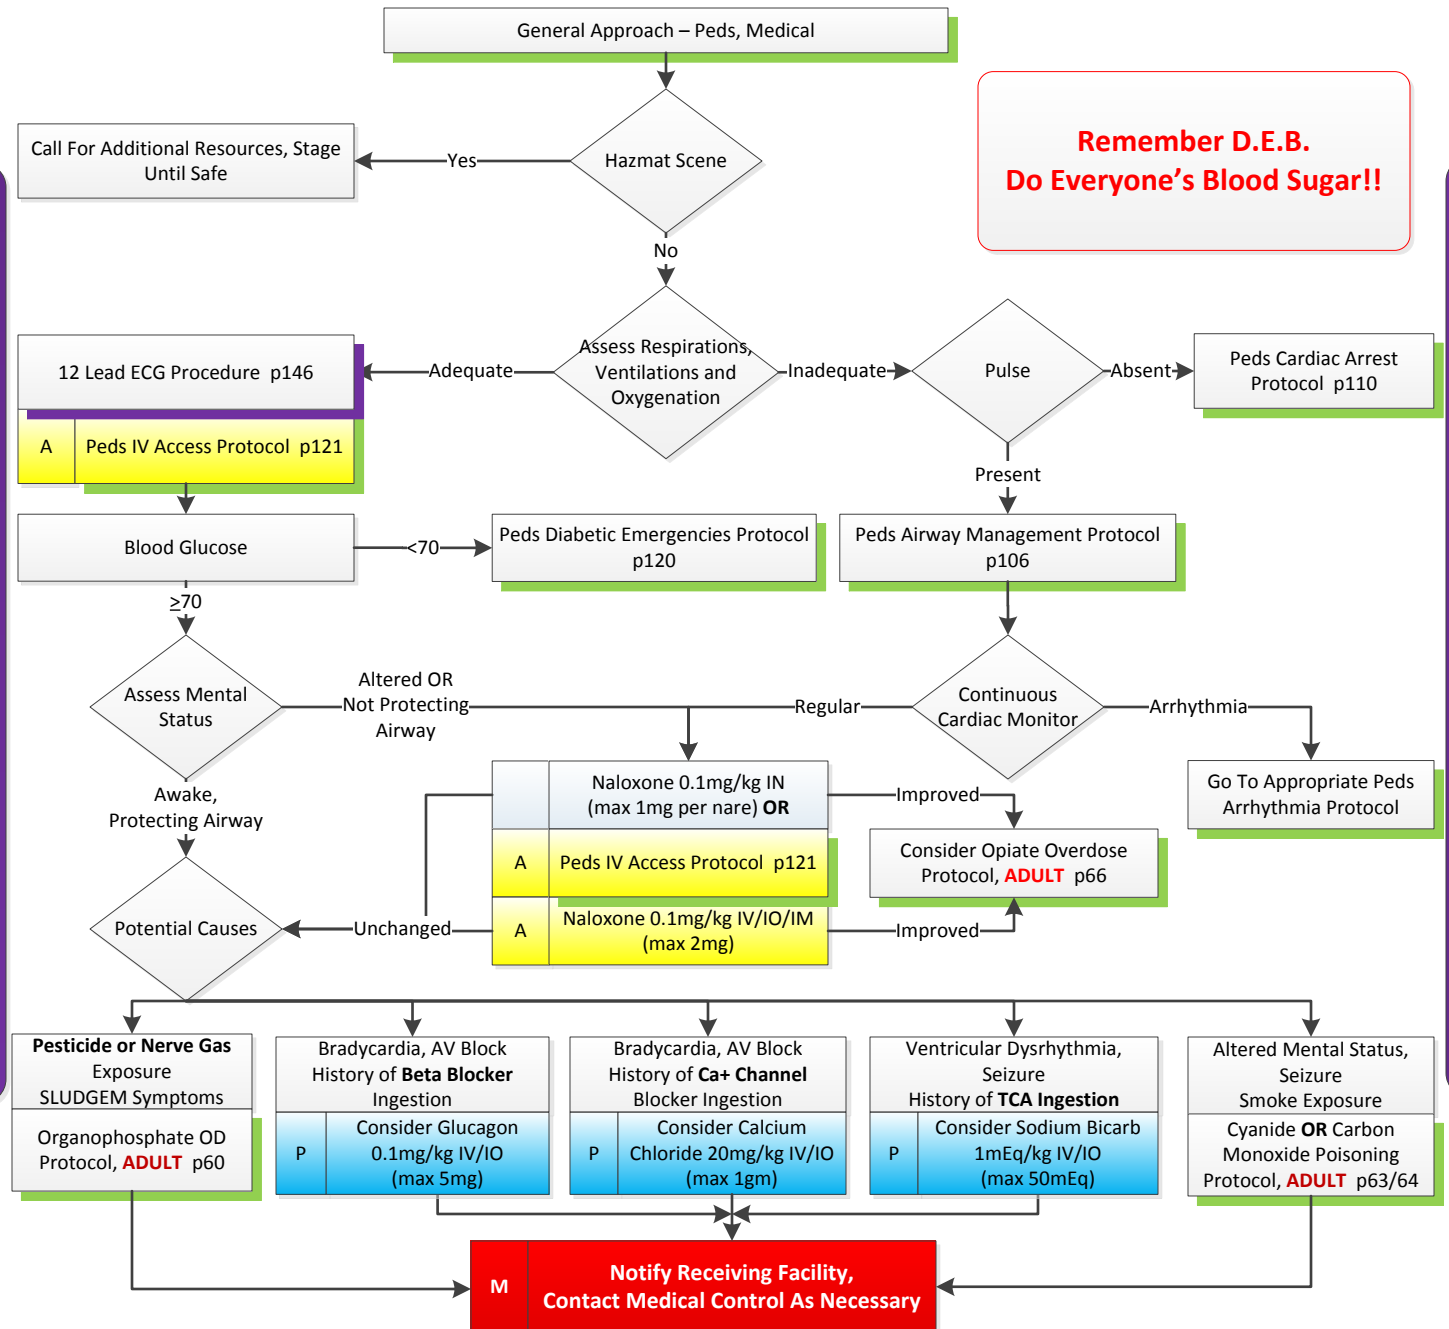 General Approach – Peds, Medical
Remember D.E.B.
Do Everyone’s Blood Sugar!!
Call For Additional Resources, Stage
Until Safe
Yes
Hazmat Scene
No
12 Lead ECG Procedure p146
A
Peds IV Access Protocol p121
Adequate
Assess Respirations,
Ventilations and
Oxygenation
Inadequate
Pulse
Absent
Peds Cardiac Arrest
Protocol p110
Present
Blood Glucose
<70
Peds Diabetic Emergencies Protocol
p120
Peds Airway Management Protocol
p106
≥70
Assess Mental
Status
Altered OR
Not Protecting
Airway
Regular
Continuous
Cardiac Monitor
Arrhythmia
Awake,
Protecting Airway
Naloxone 0.1mg/kg IN
(max 1mg per nare) OR
Improved
Go To Appropriate Peds
Arrhythmia Protocol
A
Peds IV Access Protocol p121
Consider Opiate Overdose
Protocol, ADULT p66
Potential Causes
Unchanged
A
Naloxone 0.1mg/kg IV/IO/IM
(max 2mg)
Improved
Pesticide or Nerve Gas
Exposure
SLUDGEM Symptoms
Organophosphate OD
Protocol, ADULT p60
Bradycardia, AV Block
History of Beta Blocker
Ingestion
P
Consider Glucagon
0.1mg/kg IV/IO
(max 5mg)
Bradycardia, AV Block
History of Ca+ Channel
Blocker Ingestion
P
Consider Calcium
Chloride 20mg/kg IV/IO
(max 1gm)
Ventricular Dysrhythmia,
Seizure
History of TCA Ingestion
P
Consider Sodium Bicarb
1mEq/kg IV/IO
(max 50mEq)
Altered Mental Status,
Seizure
Smoke Exposure
Cyanide OR Carbon
Monoxide Poisoning
Protocol, ADULT p63/64
M
Notify Receiving Facility,
Contact Medical Control As Necessary